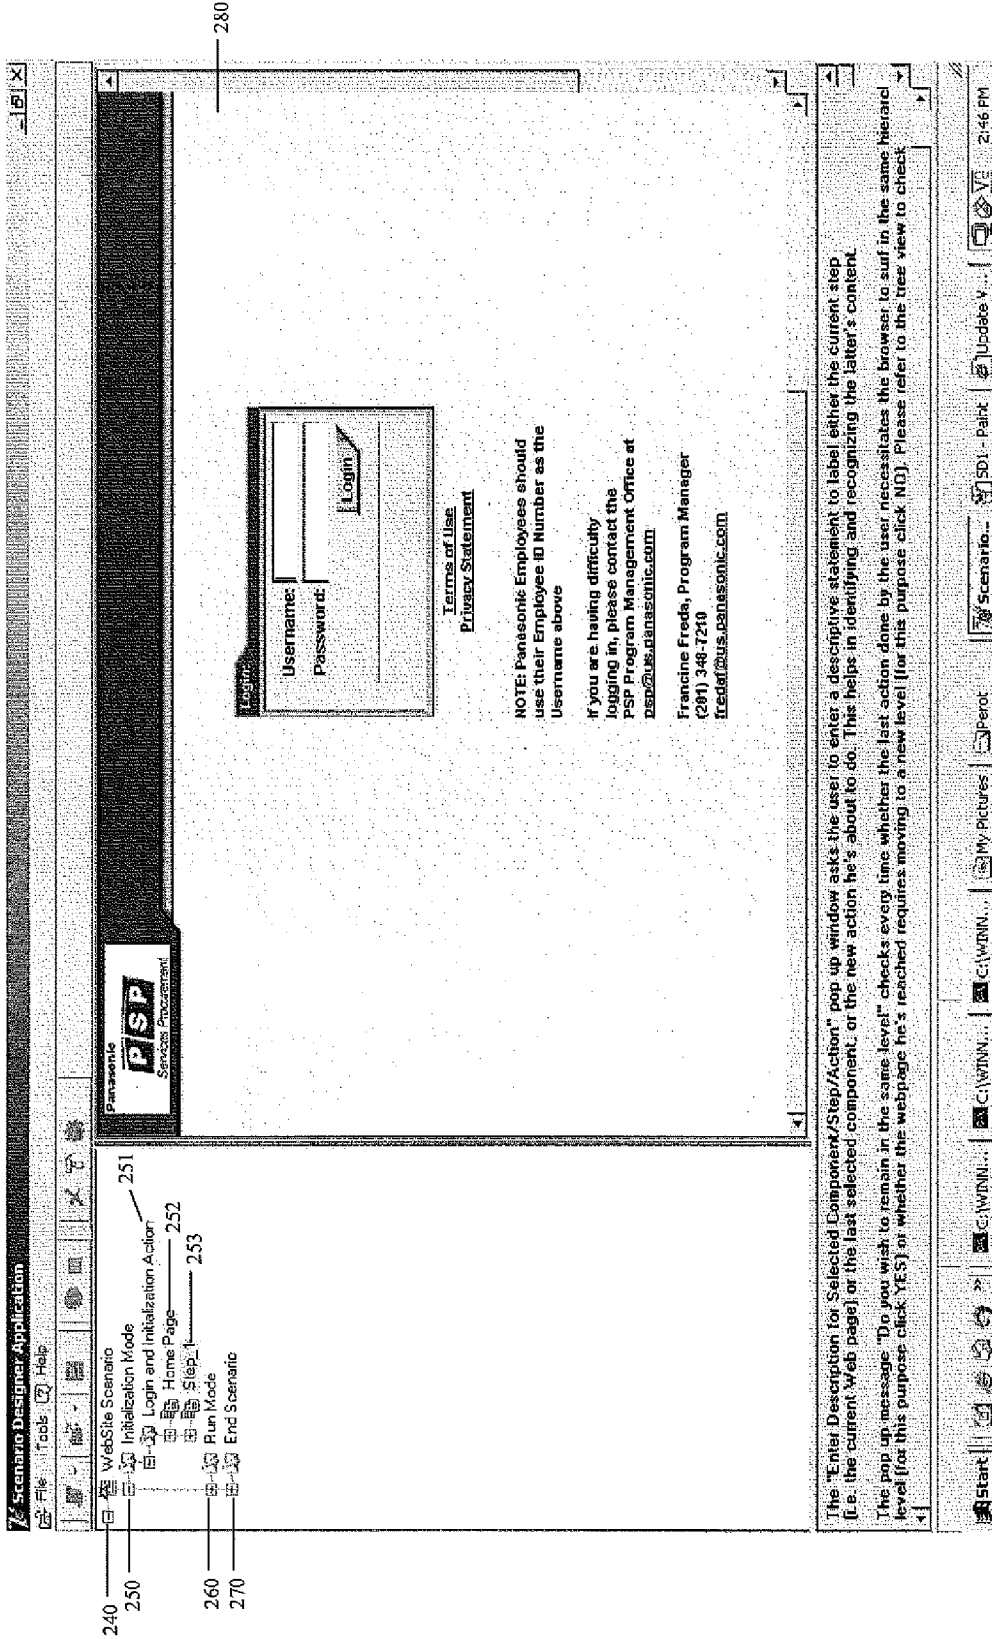 Scenario Designer Application
File Tools Help
240
WebSite Scenario
250
Initialization Mode
Login and Initialization Action
251
Home Page
252
Step_1
253
260
Run Mode
270
End Scenario
280
Panasonic
PSP
Services Procurement
Login
Username:
Password:
Login
Terms of Use
Privacy Statement
NOTE: Panasonic Employees should
use their Employee ID Number as the
Username above
If you are having difficulty
logging in, please contact the
PSP Program Management Office at
psp@us.panasonic.com
Francine Freda, Program Manager
(201) 348-7210
fredaf@us.panasonic.com
The "Enter Description for Selected Component/Step/Action" pop up window asks the user to enter a descriptive statement to label either the current step
(i.e. the current Web page) or the last selected component, or the new action he's about to do. This helps in identifying and recognizing the latter's content.
The pop up message "Do you wish to remain in the same level" checks every time whether the last action done by the user necessitates the browser to surf in the same hierarcl
level (for this purpose click YES) or whether the webpage he's reached requires moving to a new level (for this purpose click NO). Please refer to the tree view to check
Start
»
C:\WINN...
C:\WINN...
C:\WINN...
My Pictures
Perot
Scenario...
SD1 - Paint
Update V...
VC
2:46 PM